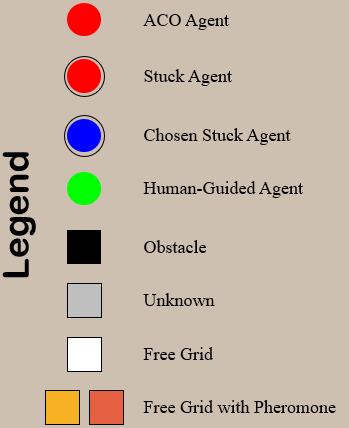 Legend
ACO Agent
Stuck Agent
Chosen Stuck Agent
Human-Guided Agent
Obstacle
Unknown
Free Grid
Free Grid with Pheromone